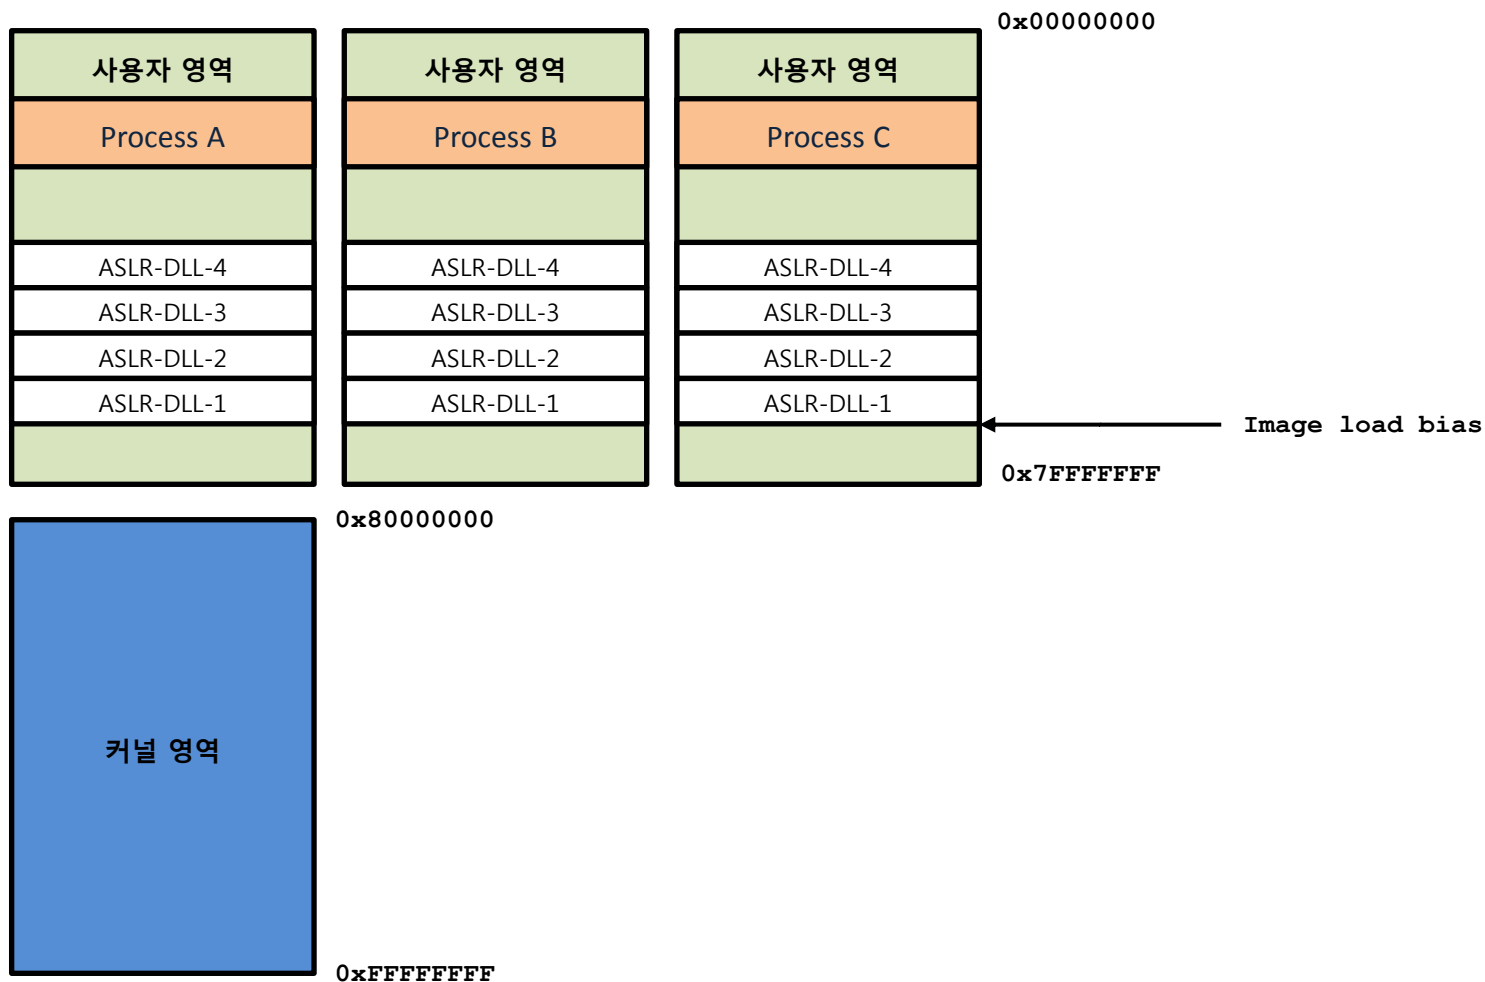 0x00000000
사용자 영역
사용자 영역
사용자 영역
Process A
Process B
Process C
ASLR-DLL-4
ASLR-DLL-4
ASLR-DLL-4
ASLR-DLL-3
ASLR-DLL-3
ASLR-DLL-3
ASLR-DLL-2
ASLR-DLL-2
ASLR-DLL-2
ASLR-DLL-1
ASLR-DLL-1
ASLR-DLL-1
Image load bias
0x7FFFFFFF
0x80000000
커널 영역
0xFFFFFFFF